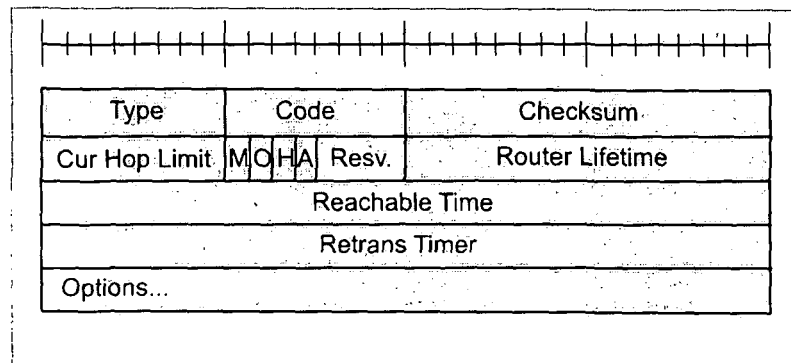 Type Code Checksum
Cur Hop Limit M O H A Resv. Router Lifetime
Reachable Time
Retrans Timer
Options...